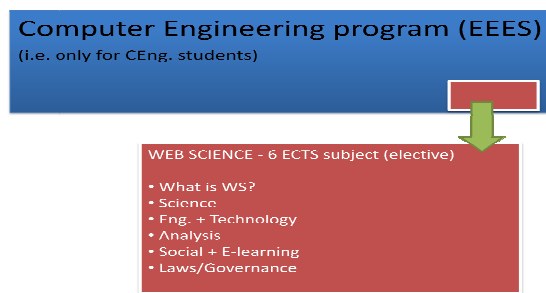 Computer Engineering program (EEES)
(i.e. only for CEng. students)
WEB SCIENCE - 6 ECTS subject (elective)
• What is WS?
• Science
• Eng. + Technology
• Analysis
• Social + E-learning
• Laws/Governance